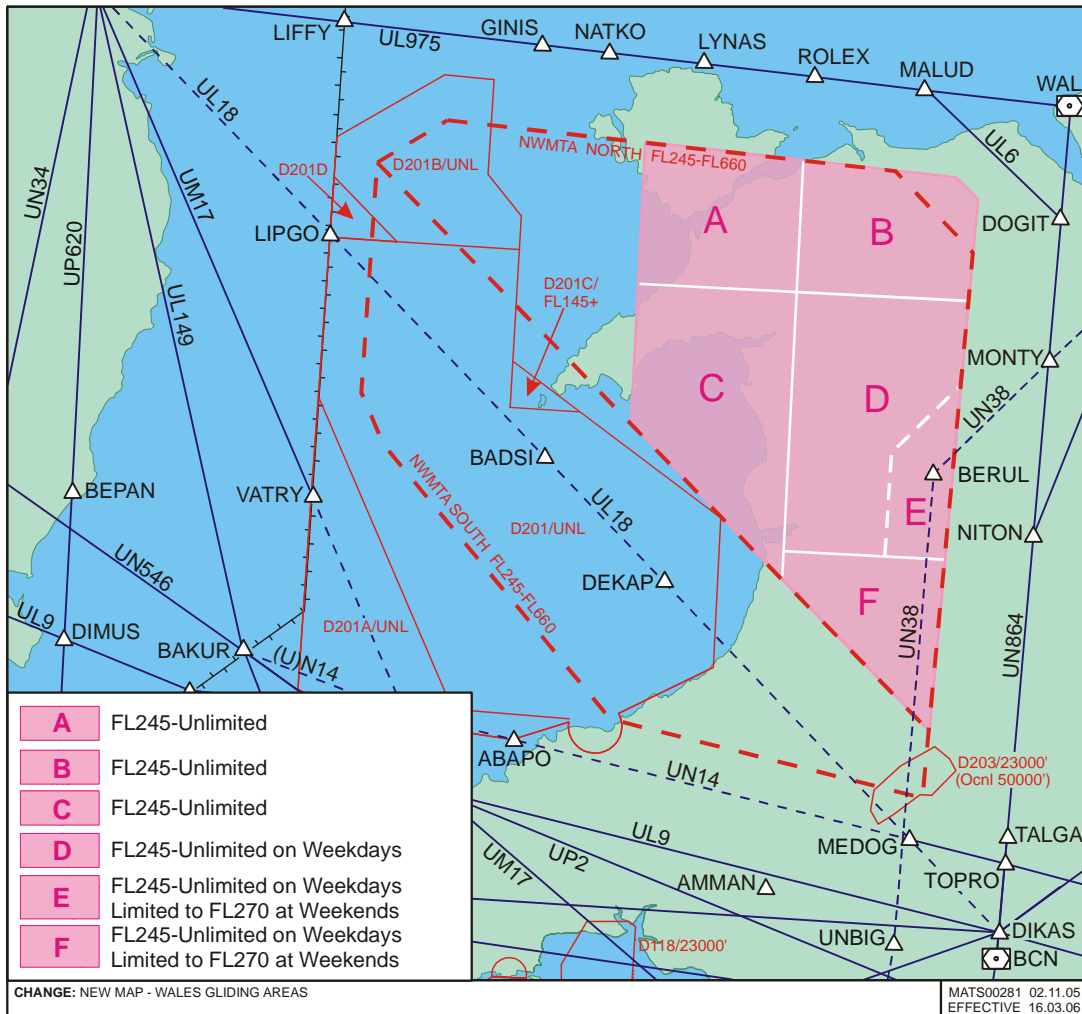 LIFFY
UL975
GINIS
NATKO
LYNAS
ROLEX
MALUD
WAL
UL18
UL6
NWMTA NORTH FL245-FL660
D201B/UNL
D201D
UN34
UP620
UM17
UL149
LIPGO
A
B
DOGIT
D201C/
FL145+
MONTY
C
D
UN38
BADSI
UL18
BERUL
BEPAN
VATRY
NWMTA SOUTH FL245-FL660
D201/UNL
E
NITON
UN546
DEKAP
F
UL9
DIMUS
BAKUR
(U)N14
D201A/UNL
UN38
UN864
A FL245-Unlimited
B FL245-Unlimited
C FL245-Unlimited
D FL245-Unlimited on Weekdays
E FL245-Unlimited on Weekdays
Limited to FL270 at Weekends
F FL245-Unlimited on Weekdays
Limited to FL270 at Weekends
ABAPO
UN14
D203/23000'
(Ocnl 50000')
MEDOG
TALGA
TOPRO
UL9
UP2
UM17
AMMAN
UNBIG
DIKAS
BCN
D118/23000'
CHANGE: NEW MAP - WALES GLIDING AREAS
MATS00281 02.11.05
EFFECTIVE 16.03.06